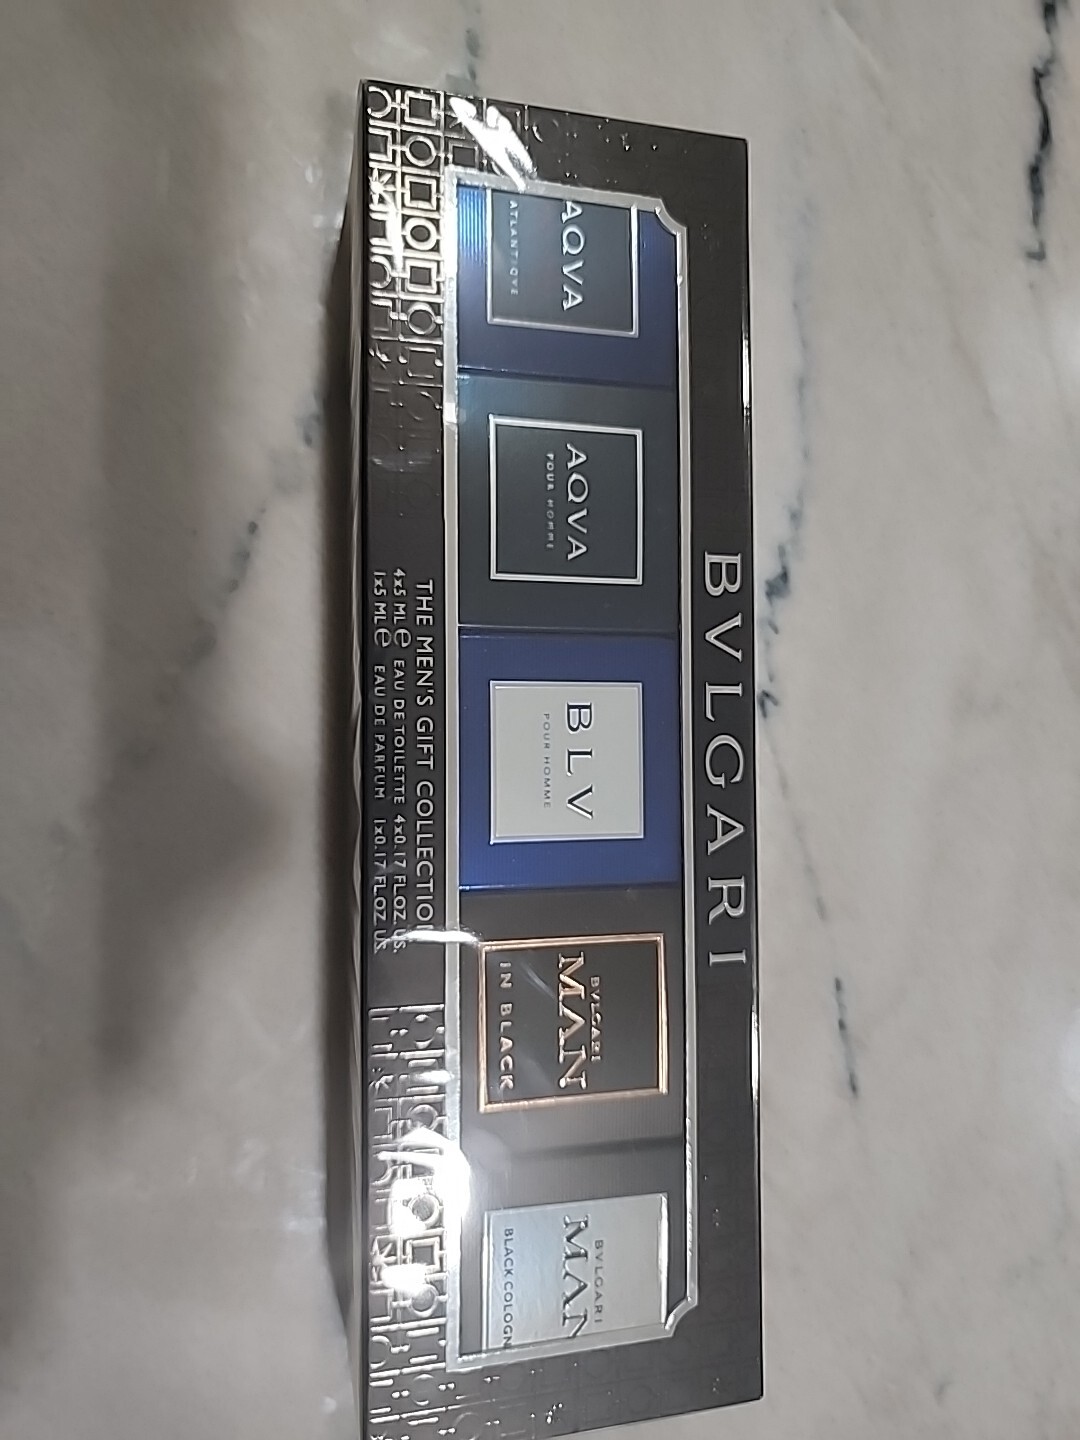 BVLGARI
AQVA
ATLANTIQVE
AQVA
POUR HOMME
BLV
POUR HOMME
BVLGARI
MAN
IN BLACK
BVLGARI
MAN
BLACK COLOGN
THE MEN'S GIFT COLLECTION
4x5 ML e EAU DE TOILETTE 4x0.17 FL.OZ. US.
1x5 ML e EAU DE PARFUM 1x0.17 FL.OZ. US.